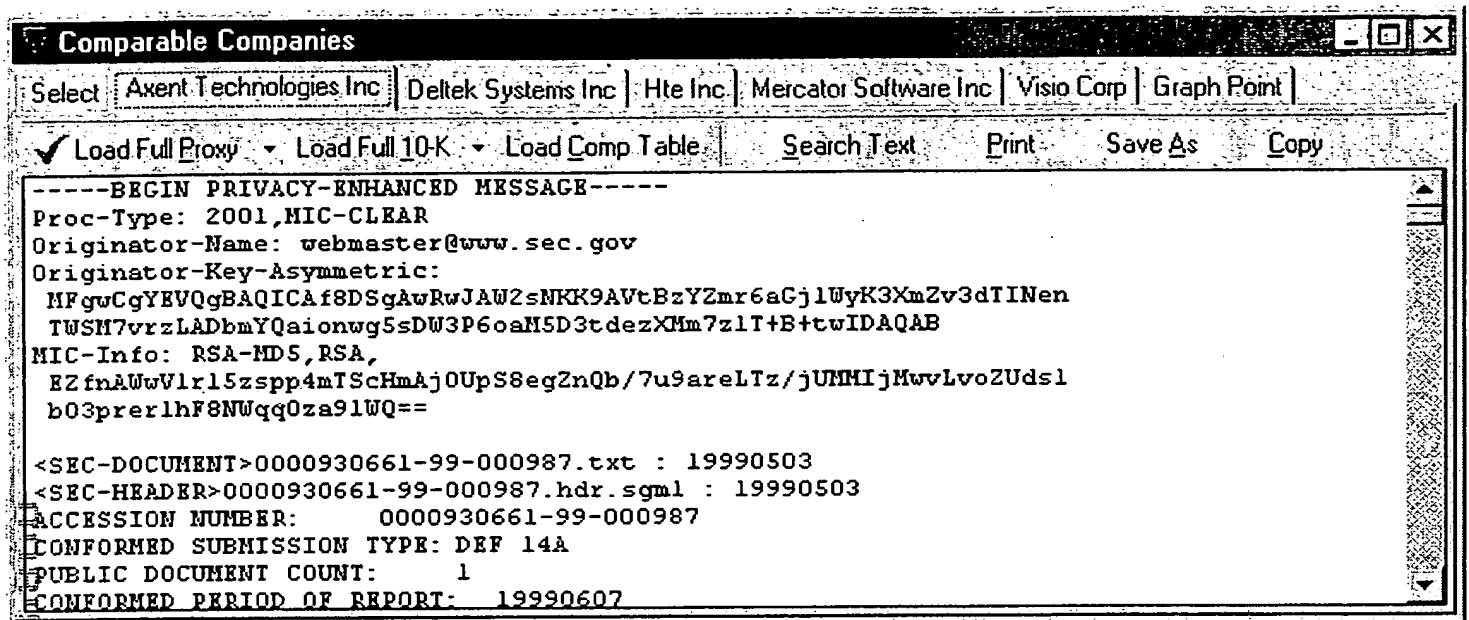 Comparable Companies
Select Axent Technologies Inc Deltek Systems Inc Hte Inc. Mercator Software Inc Visio Corp Graph Point
Load Full Proxy Load Full 10-K Load Comp Table Search Text Print Save As Copy
-----BEGIN PRIVACY-ENHANCED MESSAGE-----
Proc-Type: 2001,MIC-CLEAR
Originator-Name: webmaster@www.sec.gov
Originator-Key-Asymmetric:
MFgwCgYEVQgBAQICAf8DSgAwRwJAW2sNKK9AVtBzYZmr6aGjlWyK3XmZv3dTINen
TWSM7vrzLADbmYQaionwg5sDW3P6oaM5D3tdezXMm7z1T+B+twIDAQAB
MIC-Info: RSA-MD5,RSA,
EZfnAWwVlrl5zspp4mTScHmAjOUpS8egZnQb/7u9areLTz/jUMMIjMwvLvoZUdsl
bO3prerlhF8NWqqOza91WQ==
<SEC-DOCUMENT>0000930661-99-000987.txt : 19990503
<SEC-HEADER>0000930661-99-000987.hdr.sgml : 19990503
ACCESSION NUMBER: 0000930661-99-000987
CONFORMED SUBMISSION TYPE: DEF 14A
PUBLIC DOCUMENT COUNT: 1
CONFORMED PERIOD OF REPORT: 19990607